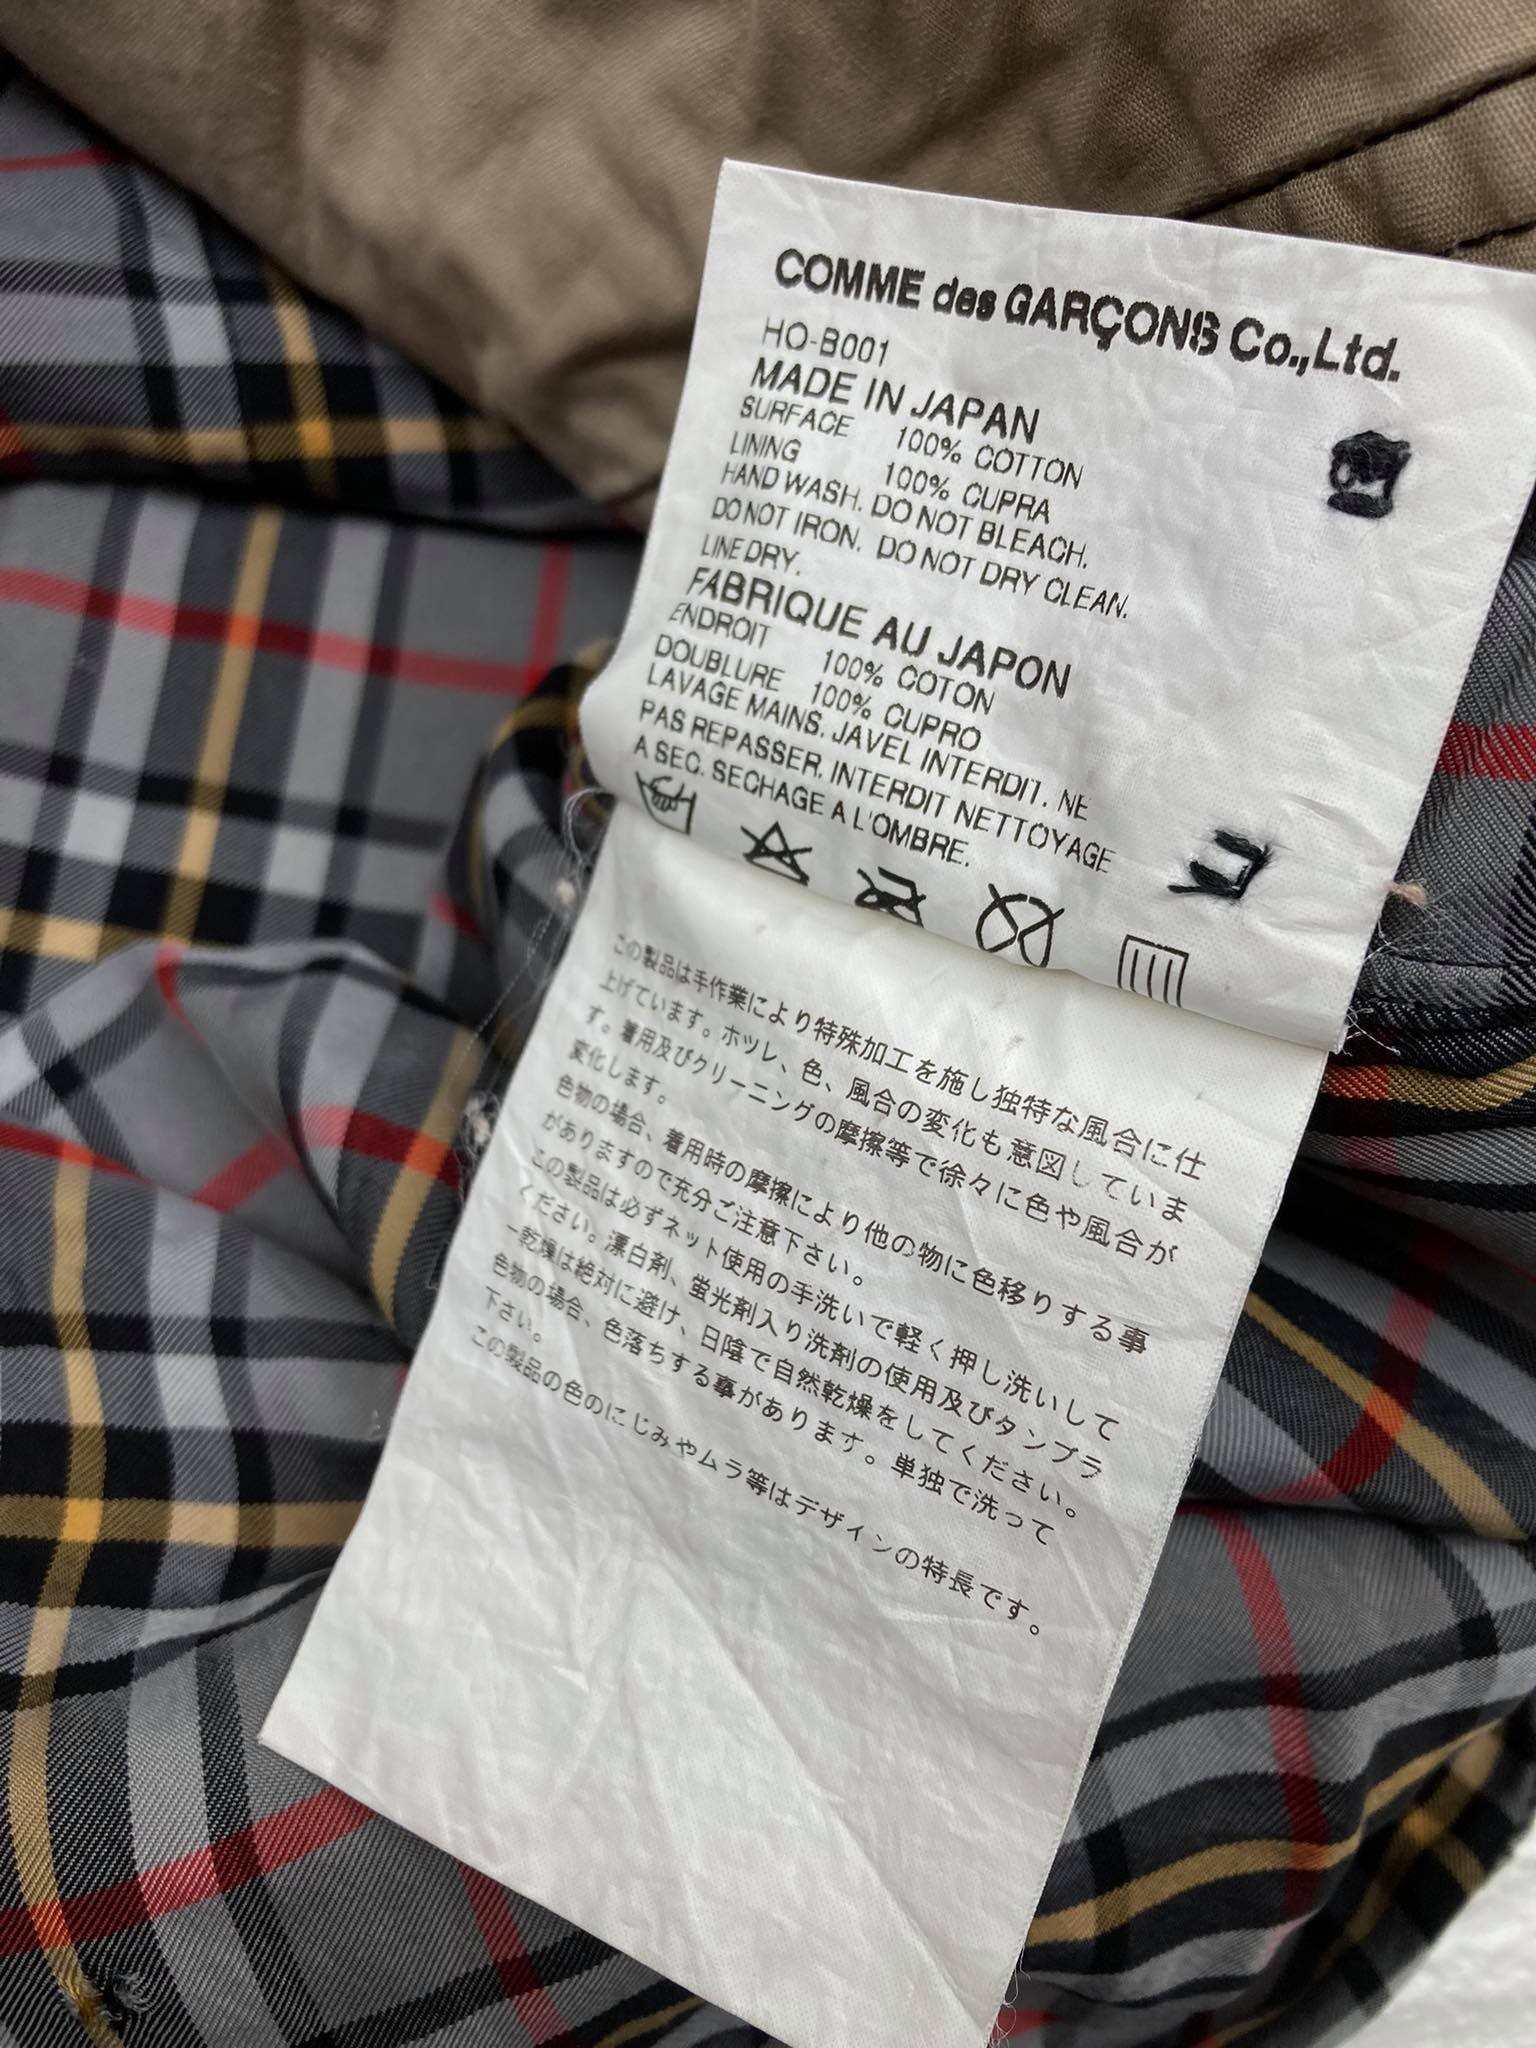 COMME des GARÇONS Co.,Ltd.
HO-B001
MADE IN JAPAN
SURFACE 100% COTTON
LINING 100% CUPRA
HAND WASH. DO NOT BLEACH.
DO NOT IRON. DO NOT DRY CLEAN.
LINE DRY.
FABRIQUE AU JAPON
ENDROIT 100% COTON
DOUBLURE 100% CUPRO
LAVAGE MAINS. JAVEL INTERDIT. NE
PAS REPASSER. INTERDIT NETTOYAGE
A SEC. SECHAGE A L'OMBRE.
この製品は手作業により特殊加工を施し独特な風合に仕
上げています。ホツレ、色、風合の変化も意図していま
す。着用及びクリーニングの摩擦等で徐々に色や風合が
変化します。
色物の場合、着用時の摩擦により他の物に色移りする事
がありますので充分ご注意下さい。
この製品は必ずネット使用の手洗いで軽く押し洗いして
ください。漂白剤、蛍光剤入り洗剤の使用及びタンブラ
ー乾燥は絶対に避け、日陰で自然乾燥をしてください。
色物の場合、色落ちする事があります。単独で洗って
下さい。
この製品の色のにじみやムラ等はデザインの特長です。